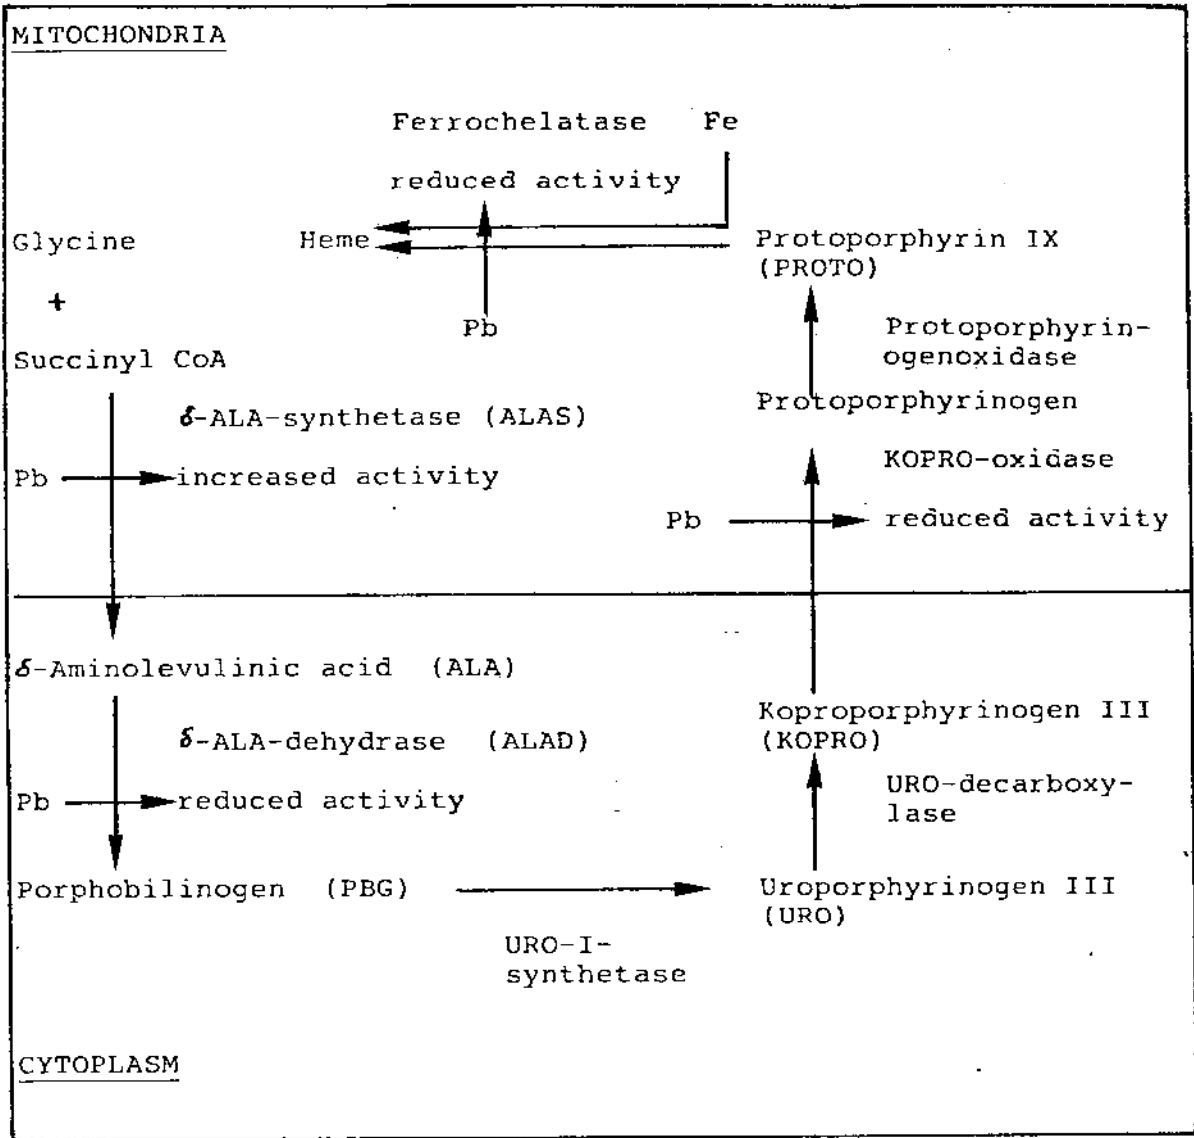 MITOCHONDRIA
Ferrochelatase Fe
reduced activity
Glycine
Heme
Protoporphyrin IX
(PROTO)
+
Pb
Protoporphyrin-
ogenoxidase
Succinyl CoA
Protoporphyrinogen
δ-ALA-synthetase (ALAS)
KOPRO-oxidase
Pb
increased activity
Pb
reduced activity
δ-Aminolevulinic acid (ALA)
Koproporphyrinogen III
(KOPRO)
δ-ALA-dehydrase (ALAD)
URO-decarboxy-
lase
Pb
reduced activity
Porphobilinogen (PBG)
Uroporphyrinogen III
(URO)
URO-I-
synthetase
CYTOPLASM